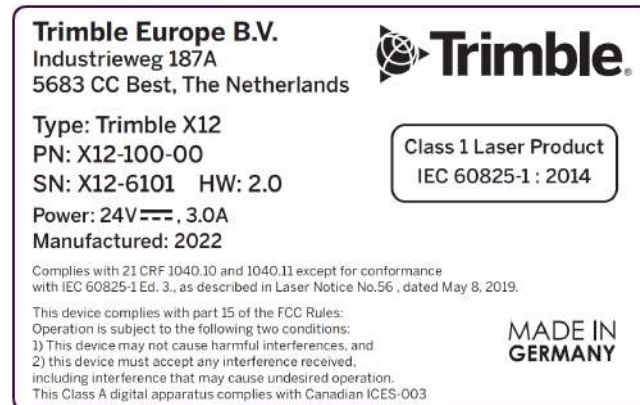 Trimble Europe B.V.
Industrieweg 187A
5683 CC Best, The Netherlands
Trimble®
Type: Trimble X12
PN: X12-100-00
SN: X12-6101 HW: 2.0
Power: 24V⎓, 3.0A
Manufactured: 2022
Class 1 Laser Product
IEC 60825-1 : 2014
Complies with 21 CRF 1040.10 and 1040.11 except for conformance
with IEC 60825-1 Ed. 3., as described in Laser Notice No.56 , dated May 8, 2019.
This device complies with part 15 of the FCC Rules:
Operation is subject to the following two conditions:
1) This device may not cause harmful interferences, and
2) this device must accept any interference received,
including interference that may cause undesired operation.
This Class A digital apparatus complies with Canadian ICES-003
MADE IN
GERMANY